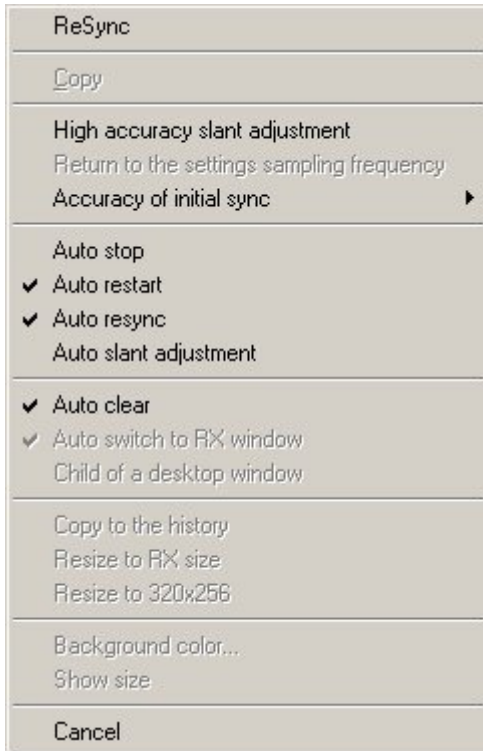 ReSync
Copy
High accuracy slant adjustment
Return to the settings sampling frequency
Accuracy of initial sync
Auto stop
Auto restart
Auto resync
Auto slant adjustment
Auto clear
Auto switch to RX window
Child of a desktop window
Copy to the history
Resize to RX size
Resize to 320x256
Background color...
Show size
Cancel